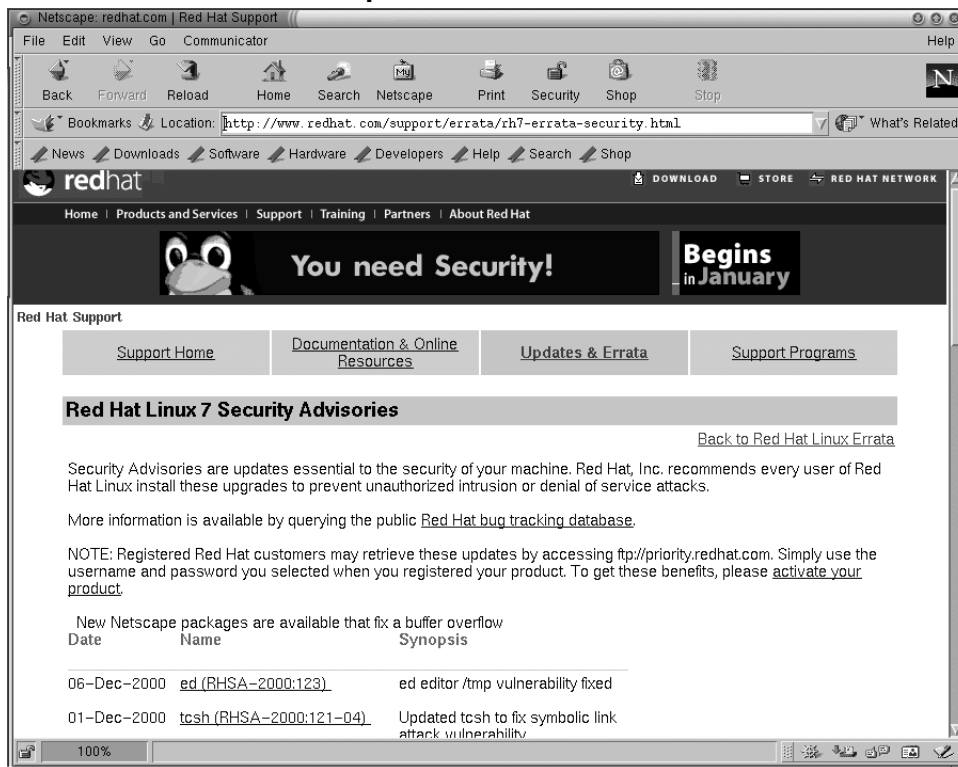 Netscape: redhat.com | Red Hat Support
File Edit View Go Communicator Help
Back Forward Reload Home Search Netscape Print Security Shop Stop
My
N
Bookmarks Location: http://www.redhat.com/support/errata/rh7-errata-security.html What's Related
News Downloads Software Hardware Developers Help Search Shop
redhat DOWNLOAD STORE RED HAT NETWORK
Home | Products and Services | Support | Training | Partners | About Red Hat
You need Security! Begins
in January
Red Hat Support
Support Home Documentation & Online Updates & Errata Support Programs
Resources
Red Hat Linux 7 Security Advisories
Back to Red Hat Linux Errata
Security Advisories are updates essential to the security of your machine. Red Hat, Inc. recommends every user of Red
Hat Linux install these upgrades to prevent unauthorized intrusion or denial of service attacks.
More information is available by querying the public Red Hat bug tracking database.
NOTE: Registered Red Hat customers may retrieve these updates by accessing ftp://priority.redhat.com. Simply use the
username and password you selected when you registered your product. To get these benefits, please activate your
product.
New Netscape packages are available that fix a buffer overflow
Date Name Synopsis
06-Dec-2000 ed (RHSA-2000:123) ed editor /tmp vulnerability fixed
01-Dec-2000 tcsh (RHSA-2000:121-04) Updated tcsh to fix symbolic link
attack vulnerability
100%